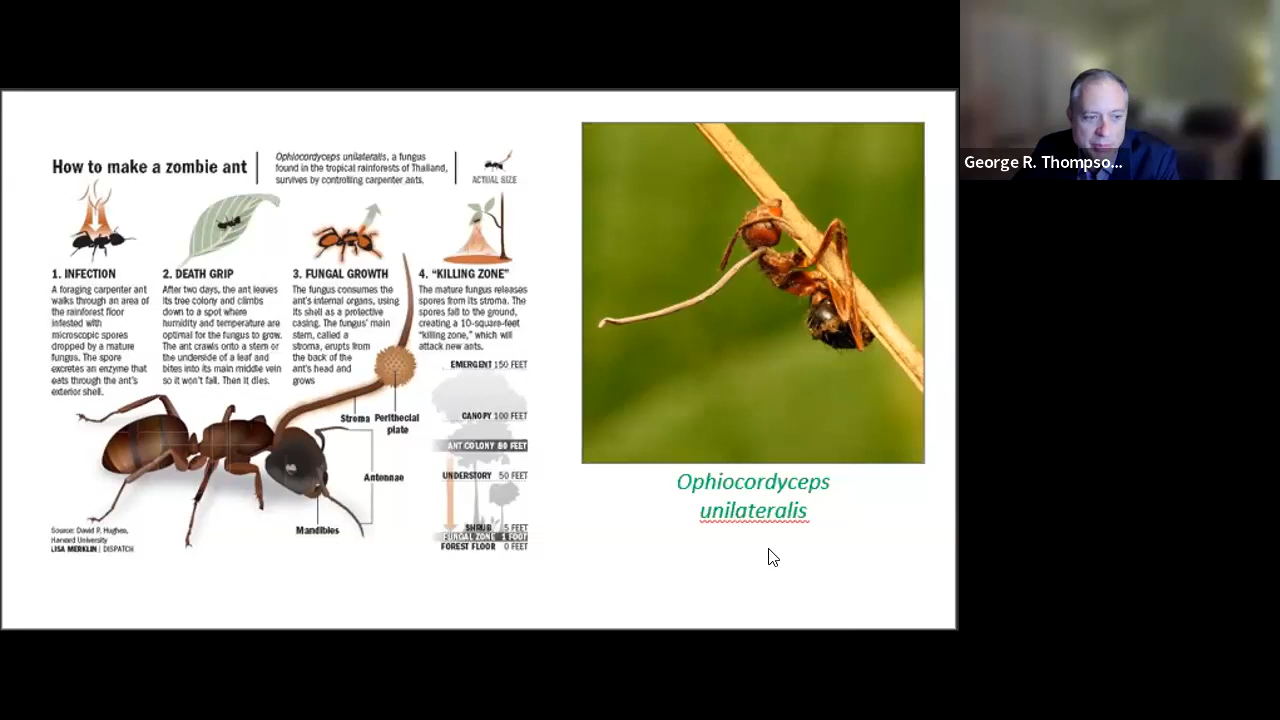 How to make a zombie ant
Ophiocordyceps unilateralis, a fungus
found in the tropical rainforests of Thailand,
survives by controlling carpenter ants.
ACTUAL SIZE
1. INFECTION
A foraging carpenter ant
walks through an area of
the rainforest floor
infested with
microscopic spores
dropped by a mature
fungus. The spore
excretes an enzyme that
eats through the ant's
exterior shell.
2. DEATH GRIP
After two days, the ant leaves
its tree colony and climbs
down to a spot where
humidity and temperature are
optimal for the fungus to grow.
The ant crawls onto a stem or
the underside of a leaf and
bites into its main middle vein
so it won't fall. Then it dies.
3. FUNGAL GROWTH
The fungus consumes the
ant's internal organs, using
its shell as a protective
casing. The fungus' main
stem, called a
stroma, erupts from
the back of the
ant's head and
grows
4. "KILLING ZONE"
The mature fungus releases
spores from its stroma. The
spores fall to the ground,
creating a 10-square-feet
"killing zone," which will
attack new ants.
EMERGENT 150 FEET
CANOPY 100 FEET
ANT COLONY 80 FEET
UNDERSTORY 50 FEET
SHRUB 5 FEET
FUNGAL ZONE 1 FOOT
FOREST FLOOR 0 FEET
Stroma
Perithecial
plate
Antennae
Mandibles
Source: David P. Hughes,
Harvard University
LISA MERKLIN | DISPATCH
Ophiocordyceps
unilateralis
George R. Thompso...